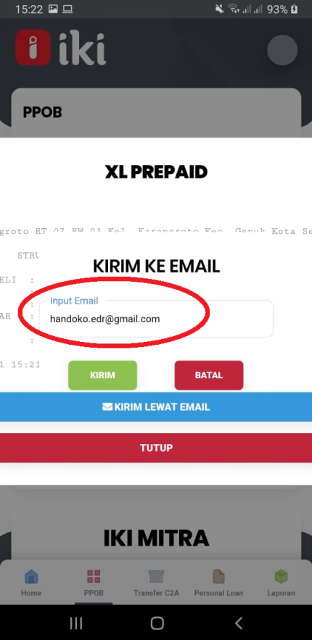 15:22
93%
iki
PPOB
XL PREPAID
groto RT 07 RW 03 Kel. Karangroto Kec. Genuk Kota Se
STRU
KIRIM KE EMAIL
ELI :
Input Email
handoko.edr@gmail.com
AR :
:
1 15:21
KIRIM BATAL
KIRIM LEWAT EMAIL
TUTUP
IKI MITRA
Home PPOB Transfer C2A Personal Loan Laporan